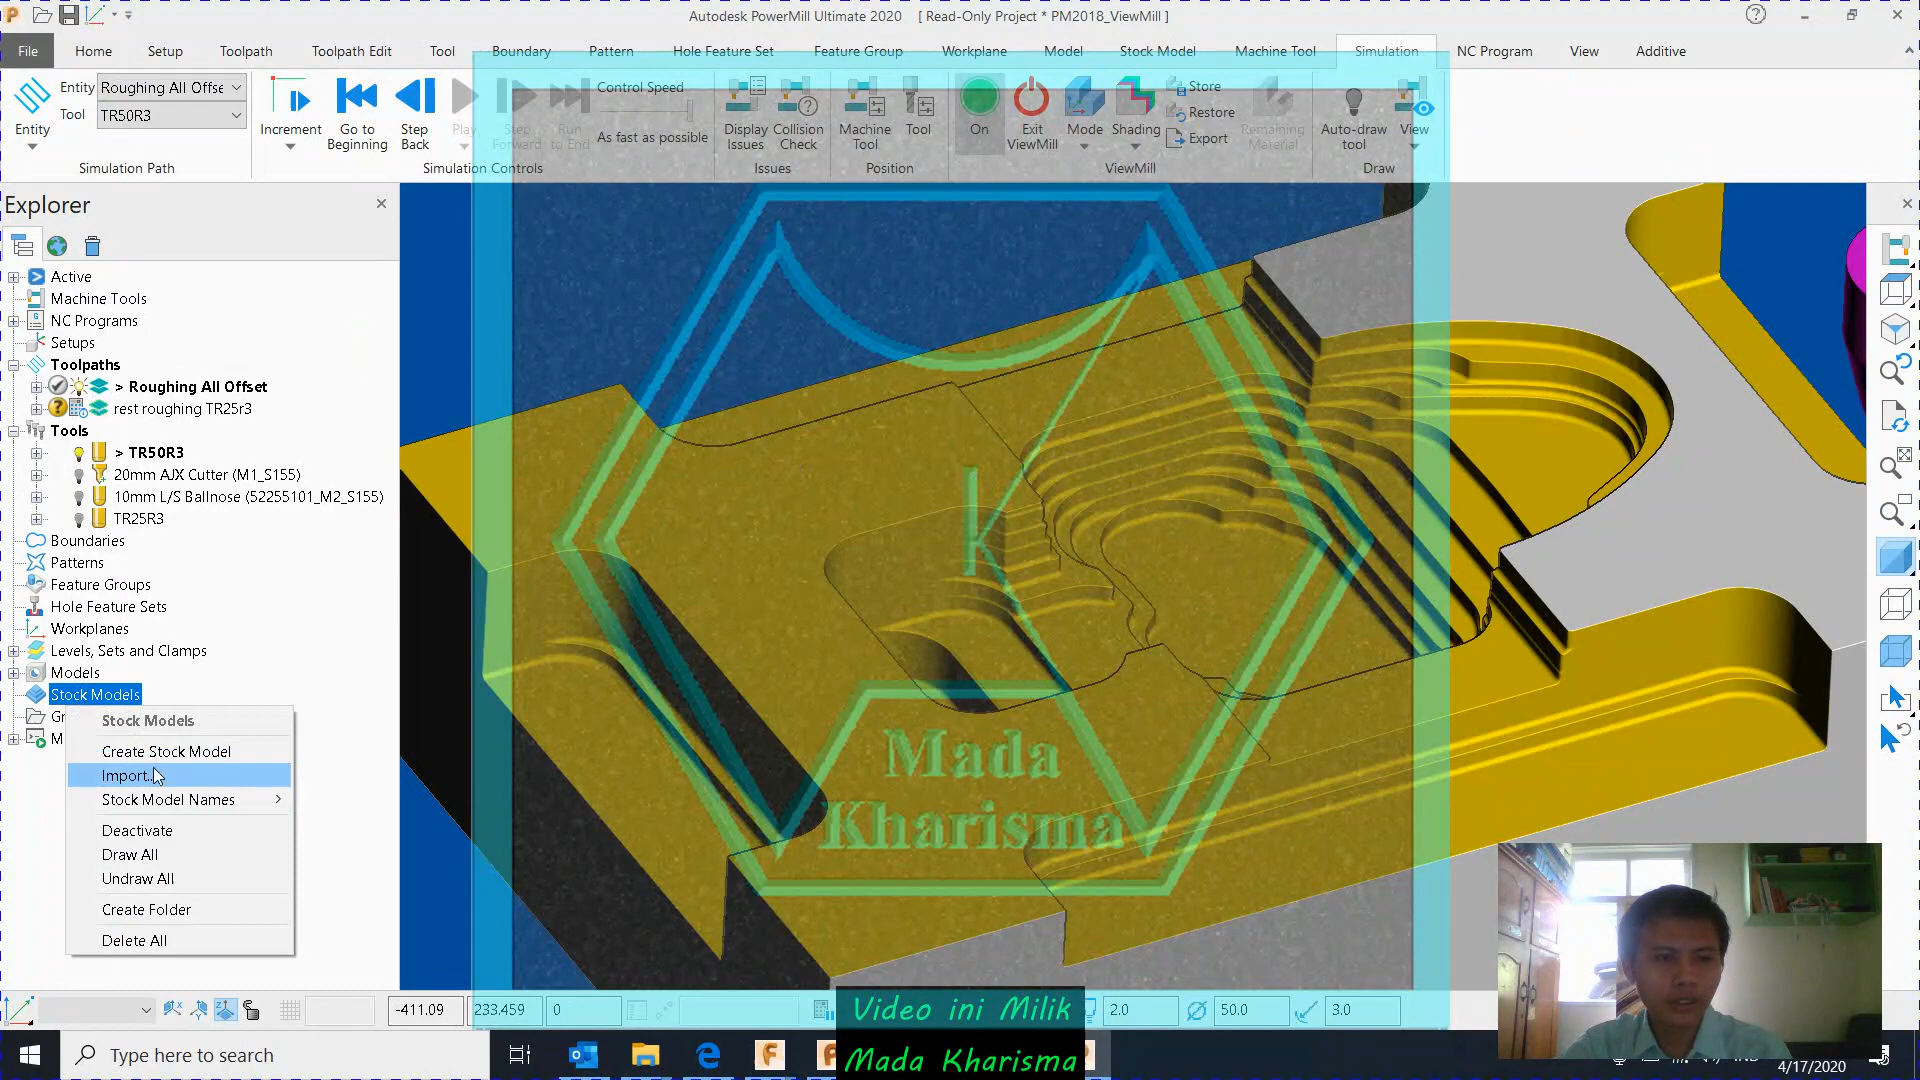 Autodesk PowerMill Ultimate 2020 [ Read-Only Project * PM2018_ViewMill ]
File Home Setup Toolpath Toolpath Edit Tool Boundary Pattern Hole Feature Set Feature Group Workplane Model Stock Model Machine Tool Simulation NC Program View Additive
Entity
Entity Roughing All Offse
Tool TR50R3
Simulation Path
Increment
Go to Beginning
Step Back
Play
Step Forward
Run to End
Control Speed
As fast as possible
Simulation Controls
Display Issues
Collision Check
Issues
Machine Tool
Tool
Position
On
Exit ViewMill
Mode
Shading
Store
Restore
Export
Remaining Material
ViewMill
Auto-draw tool
View
Draw
Explorer
Active
Machine Tools
NC Programs
Setups
Toolpaths
> Roughing All Offset
rest roughing TR25r3
Tools
> TR50R3
20mm AJX Cutter (M1_S155)
10mm L/S Ballnose (52255101_M2_S155)
TR25R3
Boundaries
Patterns
Feature Groups
Hole Feature Sets
Workplanes
Levels, Sets and Clamps
Models
Stock Models
Gr
M
Stock Models
Create Stock Model
Import...
Stock Model Names
Deactivate
Draw All
Undraw All
Create Folder
Delete All
k
Mada
Kharisma
-411.09 233.459 0 2.0 50.0 3.0
Video ini Milik
Mada Kharisma
Type here to search
4/17/2020